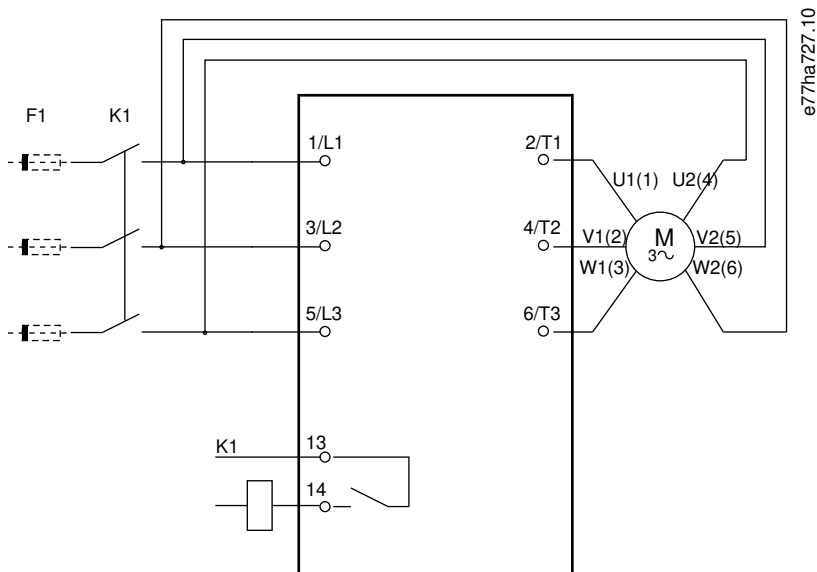 e77ha727.10
F1 K1
1/L1 2/T1
U1(1) U2(4)
3/L2 4/T2
V1(2) M V2(5)
3~
W1(3) W2(6)
5/L3 6/T3
K1 13
14